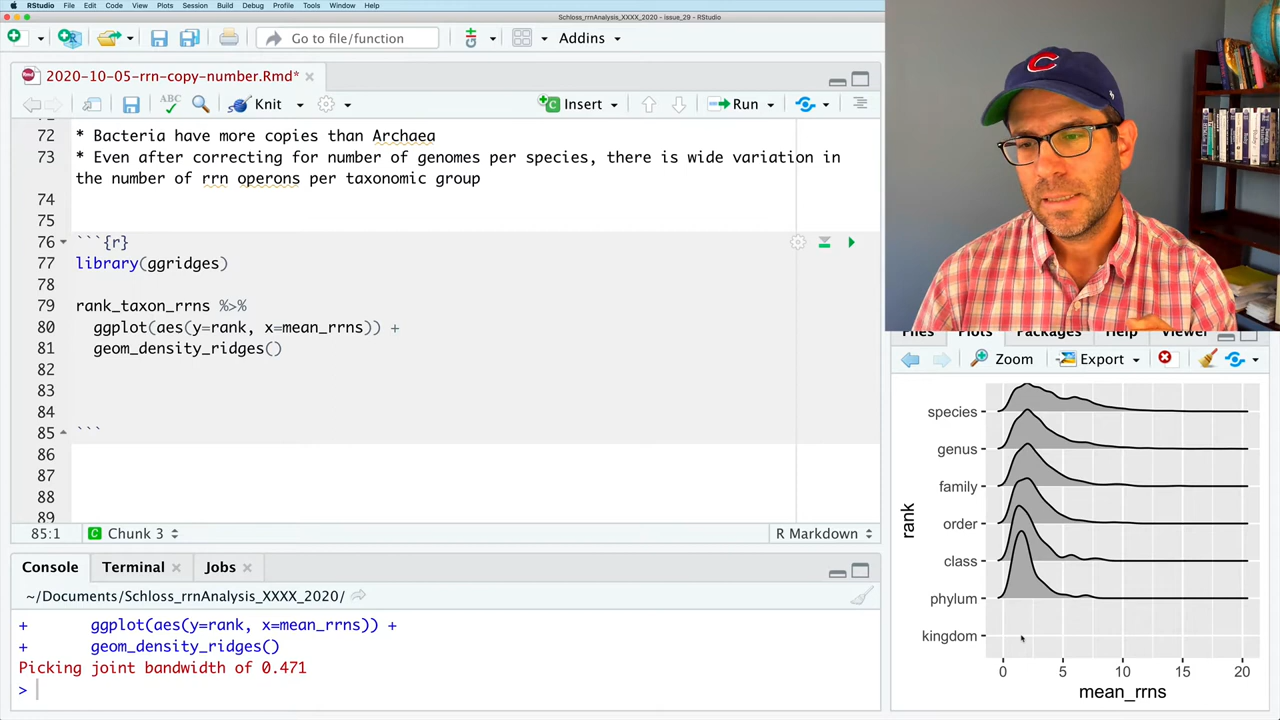 RStudio File Edit Code View Plots Session Build Debug Profile Tools Window Help
Schloss_rrnAnalysis_XXXX_2020 - issue_29 - RStudio
Go to file/function Addins
2020-10-05-rrn-copy-number.Rmd*
ABC Knit Insert Run
72 * Bacteria have more copies than Archaea
73 * Even after correcting for number of genomes per species, there is wide variation in
the number of rrn operons per taxonomic group
74
75
76 ```{r}
77 library(ggridges)
78
79 rank_taxon_rrns %>%
80 ggplot(aes(y=rank, x=mean_rrns)) +
81 geom_density_ridges()
82
83
84
85 ```
86
87
88
89
85:1 Chunk 3 R Markdown
Console Terminal Jobs
~/Documents/Schloss_rrnAnalysis_XXXX_2020/
+ ggplot(aes(y=rank, x=mean_rrns)) +
+ geom_density_ridges()
Picking joint bandwidth of 0.471
>
C
Files Plots Packages Help Viewer
Zoom Export
species
genus
family
order
class
phylum
kingdom
rank
0 5 10 15 20
mean_rrns